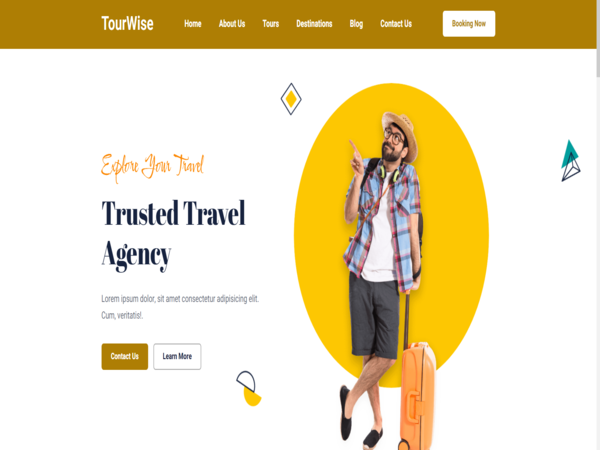 TourWise
Home About Us Tours Destinations Blog Contact Us Booking Now
Explore Your Travel
Trusted Travel
Agency
Lorem ipsum dolor, sit amet consectetur adipisicing elit.
Cum, veritatis!.
Contact Us Learn More